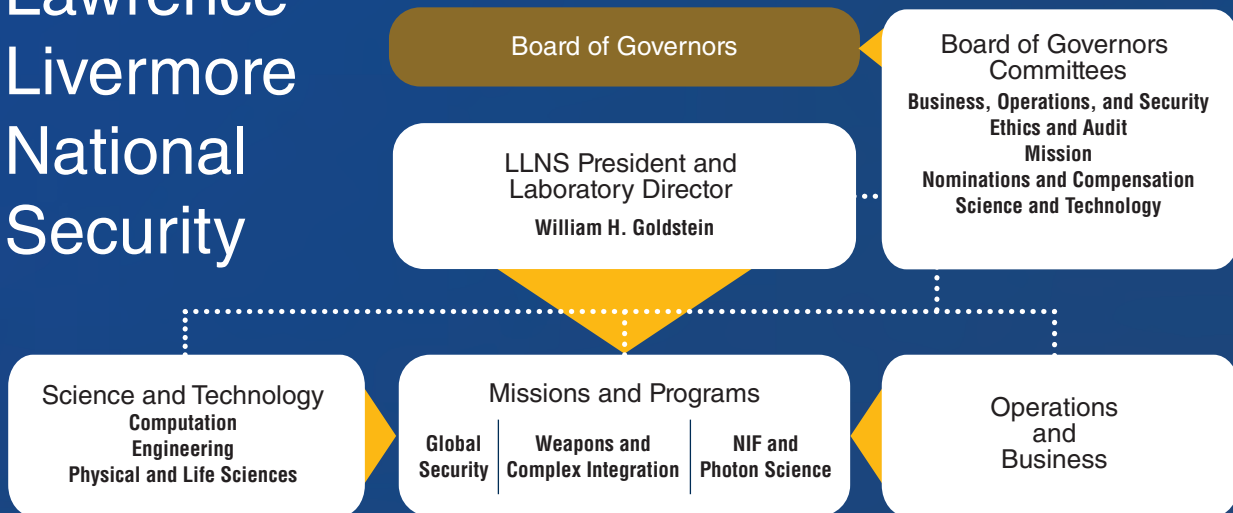 Lawrence
Livermore
National
Security
Board of Governors
Board of Governors
Committees
Business, Operations, and Security
Ethics and Audit
Mission
Nominations and Compensation
Science and Technology
LLNS President and
Laboratory Director
William H. Goldstein
Science and Technology
Computation
Engineering
Physical and Life Sciences
Missions and Programs
Global
Security
Weapons and
Complex Integration
NIF and
Photon Science
Operations
and
Business